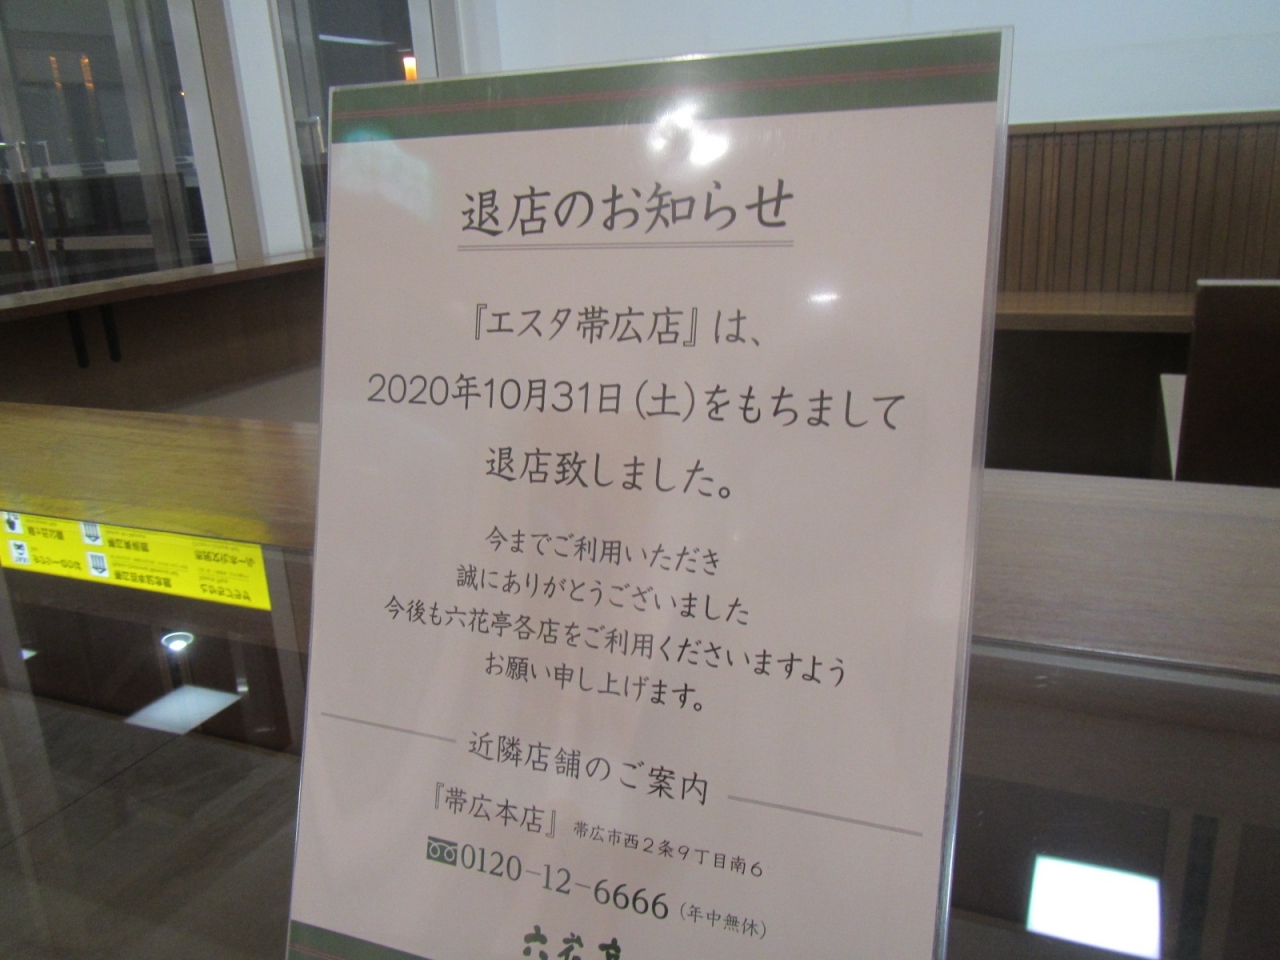 退店のお知らせ
『エスタ帯広店』は、
2020年10月31日(土)をもちまして
退店致しました。
今までご利用いただき
誠にありがとうございました
今後も六花亭各店をご利用くださいますよう
お願い申し上げます。
近隣店舗のご案内
『帯広本店』 帯広市西2条9丁目南6
0120-12-6666 (年中無休)
六花亭